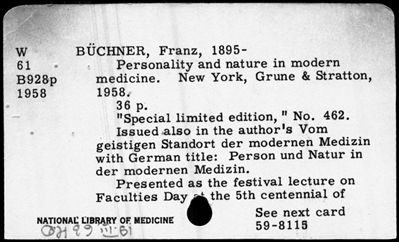 W BÜCHNER, Franz, 1895-
61 Personality and nature in modern
B928p medicine. New York, Grune & Stratton,
1958 1958.
36 p.
"Special limited edition, " No. 462.
Issued also in the author's Vom
geistigen Standort der modernen Medizin
with German title: Person und Natur in
der modernen Medizin.
Presented as the festival lecture on
Faculties Day at the 5th centennial of
See next card
NATIONAL LIBRARY OF MEDICINE
59-8115